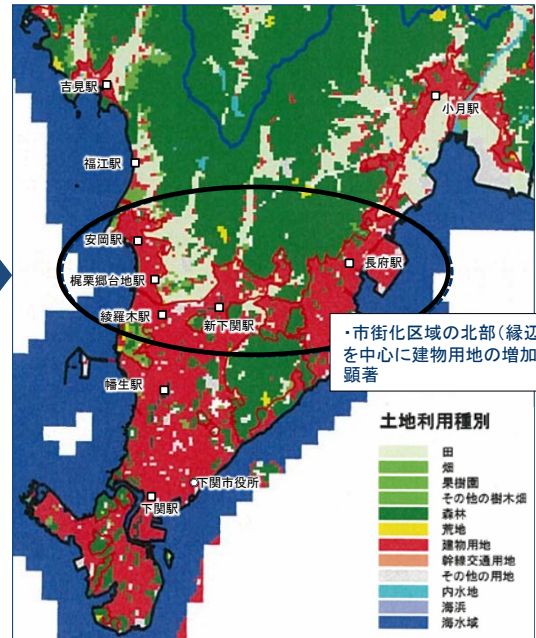 吉見駅
小月駅
福江駅
安岡駅
長府駅
梶栗郷台地駅
綾羅木駅
新下関駅
・市街化区域の北部(縁辺
を中心に建物用地の増加
顕著
幡生駅
土地利用種別
田
畑
果樹園
その他の樹木畑
森林
荒地
建物用地
幹線交通用地
その他の用地
内水地
海浜
海水域
下関市役所
下関駅